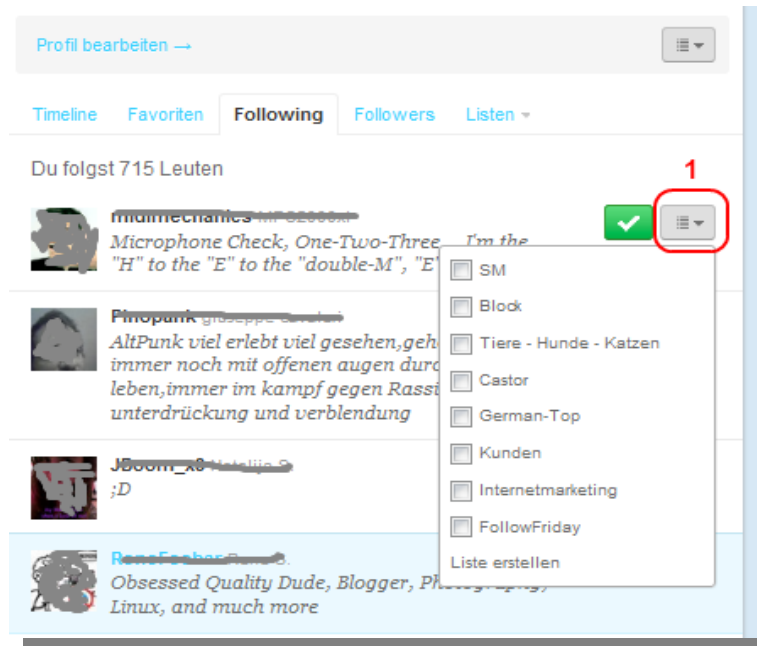 Profil bearbeiten →
Timeline Favoriten Following Followers Listen
Du folgst 715 Leuten
1
Microphone Check, One-Two-Three ... I'm the
"H" to the "E" to the "double-M", "E"
SM
Block
Tiere - Hunde - Katzen
Castor
German-Top
Kunden
Internetmarketing
FollowFriday
Liste erstellen
AltPunk viel erlebt viel gesehen,geh
immer noch mit offenen augen durc
leben,immer im kampf gegen Rassi
unterdrückung und verblendung
;D
Obsessed Quality Dude, Blogger, Photography,
Linux, and much more